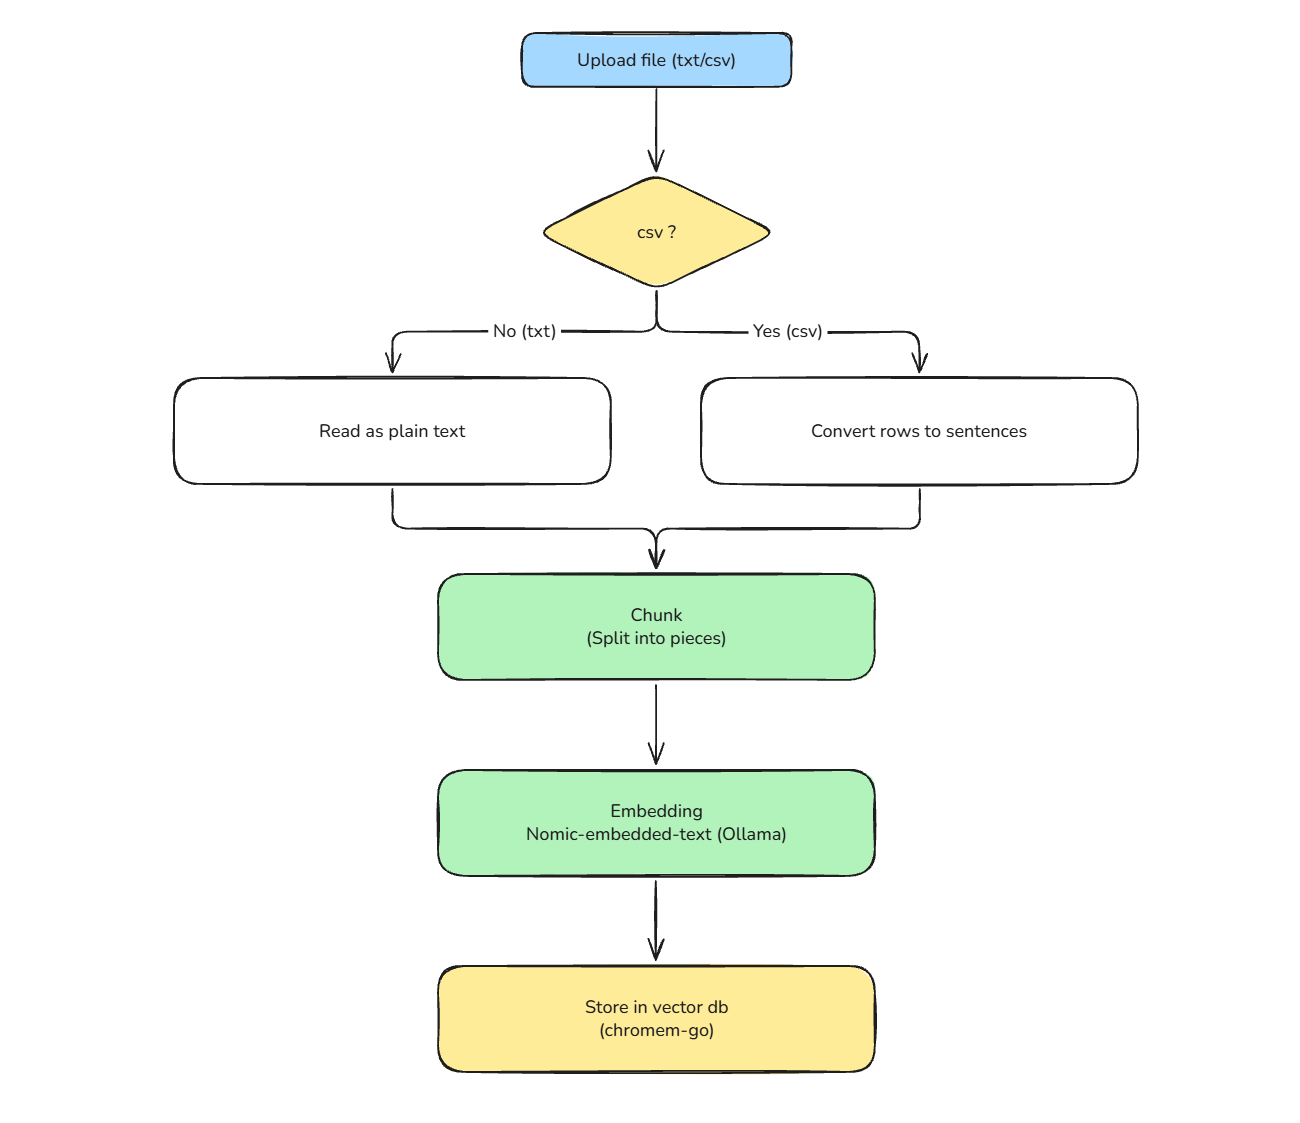 Upload file (txt/csv)
csv ?
No (txt)
Yes (csv)
Read as plain text
Convert rows to sentences
Chunk
(Split into pieces)
Embedding
Nomic-embedded-text (Ollama)
Store in vector db
(chromem-go)